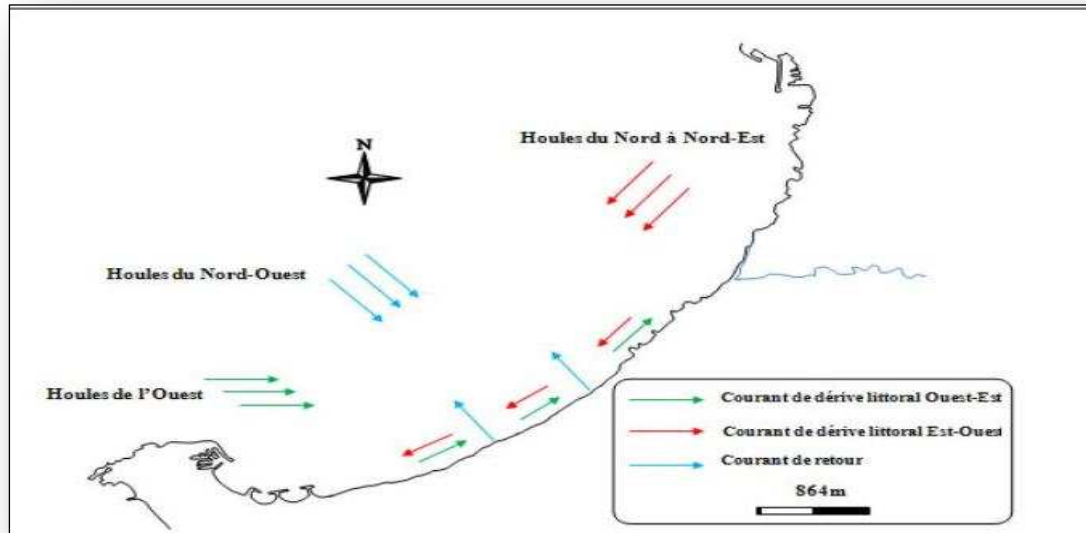 Houles du Nord à Nord-Est
N
Houles du Nord-Ouest
Houles de l'Ouest
Courant de dérive littoral Ouest-Est
Courant de dérive littoral Est-Ouest
Courant de retour
864m